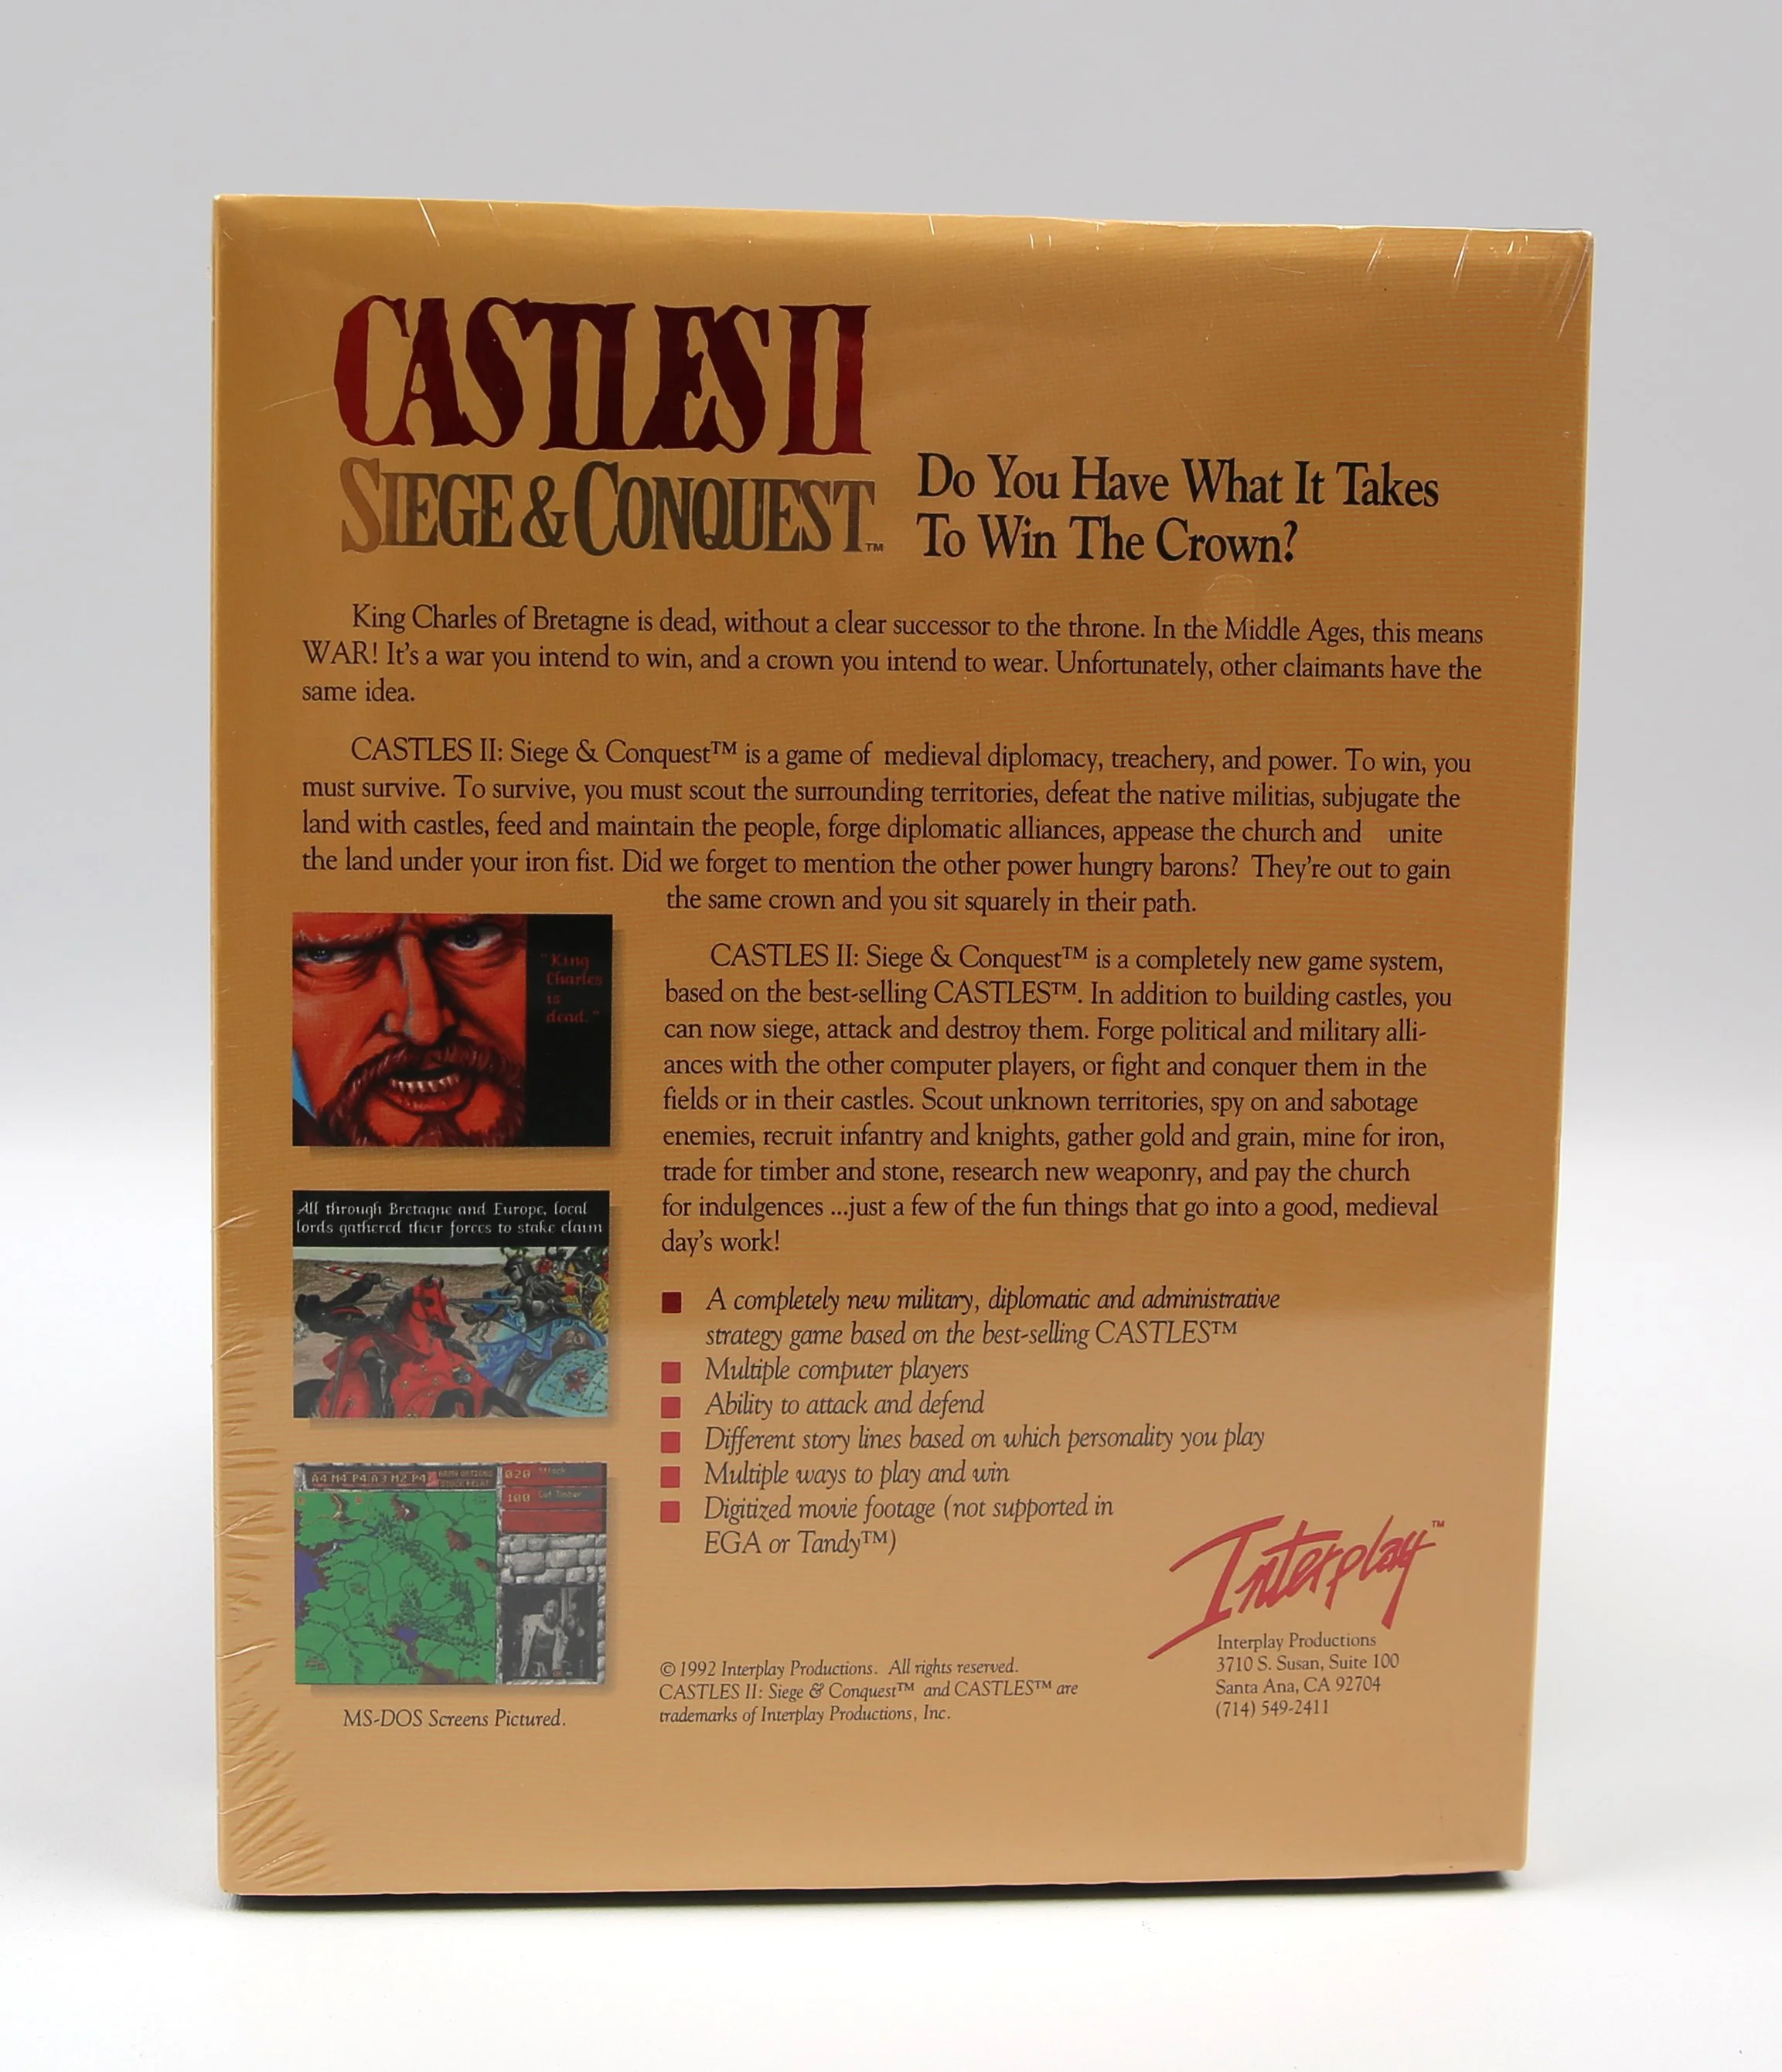 CASTLES II
SIEGE & CONQUEST™
Do You Have What It Takes
To Win The Crown?
King Charles of Bretagne is dead, without a clear successor to the throne. In the Middle Ages, this means
WAR! It's a war you intend to win, and a crown you intend to wear. Unfortunately, other claimants have the
same idea.
CASTLES II: Siege & Conquest™ is a game of medieval diplomacy, treachery, and power. To win, you
must survive. To survive, you must scout the surrounding territories, defeat the native militias, subjugate the
land with castles, feed and maintain the people, forge diplomatic alliances, appease the church and unite
the land under your iron fist. Did we forget to mention the other power hungry barons? They're out to gain
the same crown and you sit squarely in their path.
"King
Charles
is
dead."
CASTLES II: Siege & Conquest™ is a completely new game system,
based on the best-selling CASTLES™. In addition to building castles, you
can now siege, attack and destroy them. Forge political and military alli-
ances with the other computer players, or fight and conquer them in the
fields or in their castles. Scout unknown territories, spy on and sabotage
enemies, recruit infantry and knights, gather gold and grain, mine for iron,
trade for timber and stone, research new weaponry, and pay the church
for indulgences ...just a few of the fun things that go into a good, medieval
day's work!
All through Bretagne and Europe, local
lords gathered their forces to stake claim
A completely new military, diplomatic and administrative
strategy game based on the best-selling CASTLES™
Multiple computer players
Ability to attack and defend
Different story lines based on which personality you play
Multiple ways to play and win
Digitized movie footage (not supported in
EGA or Tandy™)
A4 M4 P4 A3 M2 P4
020 Attack
100 Cut Timber
MS-DOS Screens Pictured.
© 1992 Interplay Productions. All rights reserved.
CASTLES II: Siege & Conquest™ and CASTLES™ are
trademarks of Interplay Productions, Inc.
Interplay™
Interplay Productions
3710 S. Susan, Suite 100
Santa Ana, CA 92704
(714) 549-2411